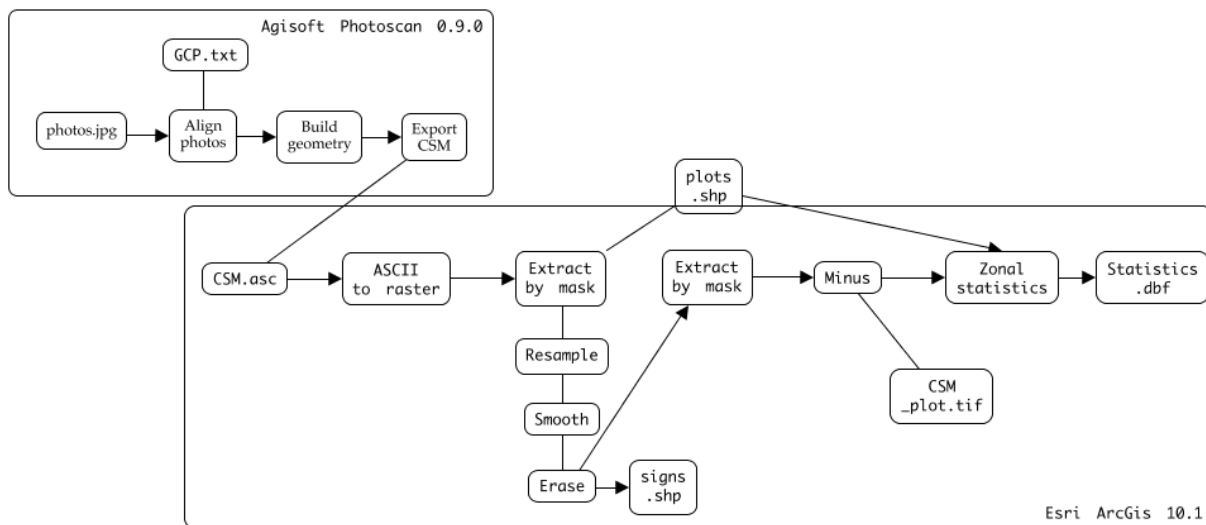 Agisoft Photoscan 0.9.0
GCP.txt
photos.jpg
Align
photos
Build
geometry
Export
CSM
plots
.shp
CSM.asc
ASCII
to raster
Extract
by mask
Extract
by mask
Minus
Zonal
statistics
Statistics
.dbf
Resample
CSM
_plot.tif
Smooth
Erase
signs
.shp
Esri ArcGis 10.1